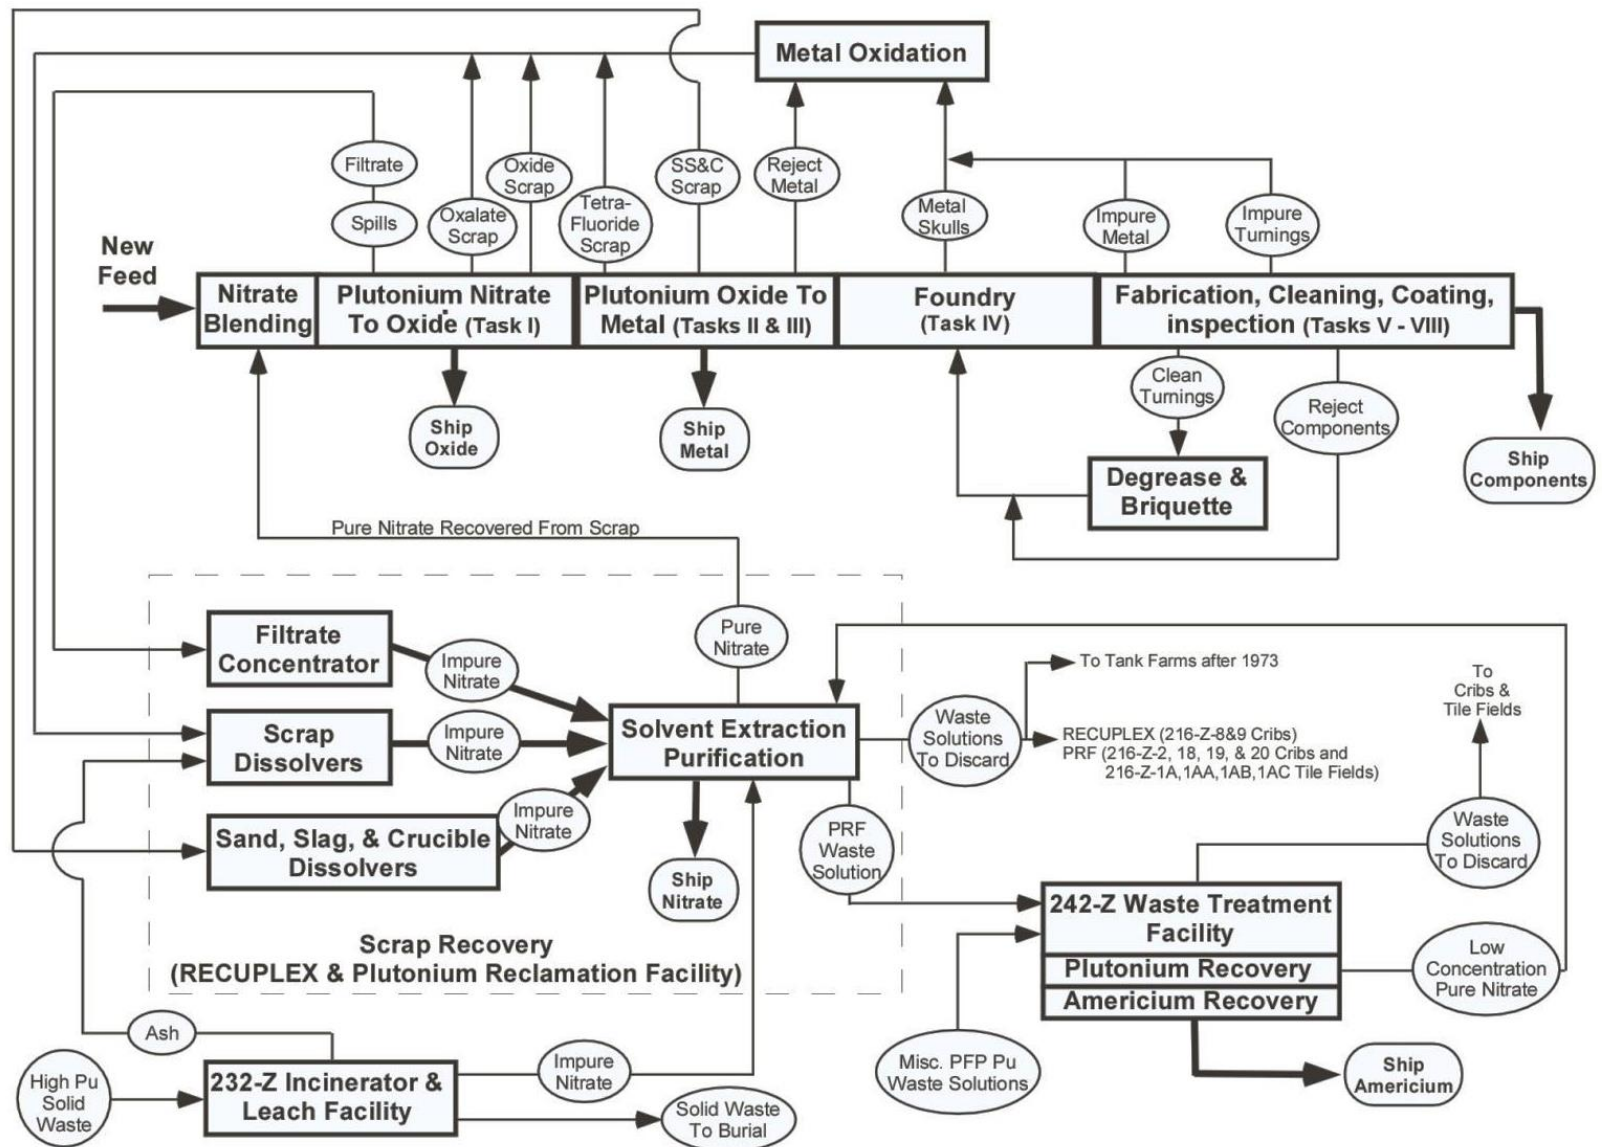 Metal Oxidation
Filtrate
Spills
Oxalate
Scrap
Oxide
Scrap
Tetra-
Fluoride
Scrap
SS&C
Scrap
Reject
Metal
Metal
Skulls
Impure
Metal
Impure
Turnings
New
Feed
Nitrate
Blending
Plutonium Nitrate
To Oxide (Task I)
Plutonium Oxide To
Metal (Tasks II & III)
Foundry
(Task IV)
Fabrication, Cleaning, Coating,
inspection (Tasks V - VIII)
Ship
Oxide
Ship
Metal
Clean
Turnings
Reject
Components
Ship
Components
Degrease &
Briquette
Pure Nitrate Recovered From Scrap
Filtrate
Concentrator
Impure
Nitrate
Pure
Nitrate
Scrap
Dissolvers
Impure
Nitrate
Solvent Extraction
Purification
Sand, Slag, & Crucible
Dissolvers
Impure
Nitrate
Ship
Nitrate
PRF
Waste
Solution
Waste
Solutions
To Discard
To Tank Farms after 1973
RECUPLEX (216-Z-8&9 Cribs)
PRF (216-Z-2, 18, 19, & 20 Cribs and
216-Z-1A,1AA,1AB,1AC Tile Fields)
To
Cribs &
Tile Fields
Waste
Solutions
To Discard
Scrap Recovery
(RECUPLEX & Plutonium Reclamation Facility)
242-Z Waste Treatment
Facility
Plutonium Recovery
Americium Recovery
Low
Concentration
Pure Nitrate
Ash
High Pu
Solid
Waste
232-Z Incinerator &
Leach Facility
Impure
Nitrate
Solid Waste
To Burial
Misc. PFP Pu
Waste Solutions
Ship
Americium